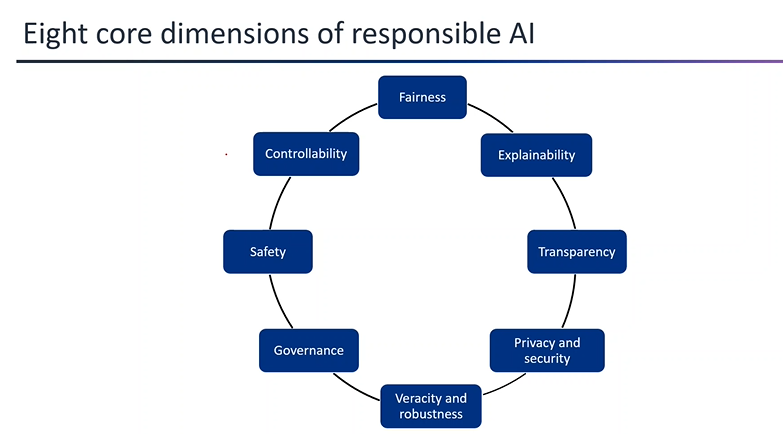 Eight core dimensions of responsible AI
Fairness
Explainability
Transparency
Privacy and
security
Veracity and
robustness
Governance
Safety
Controllability